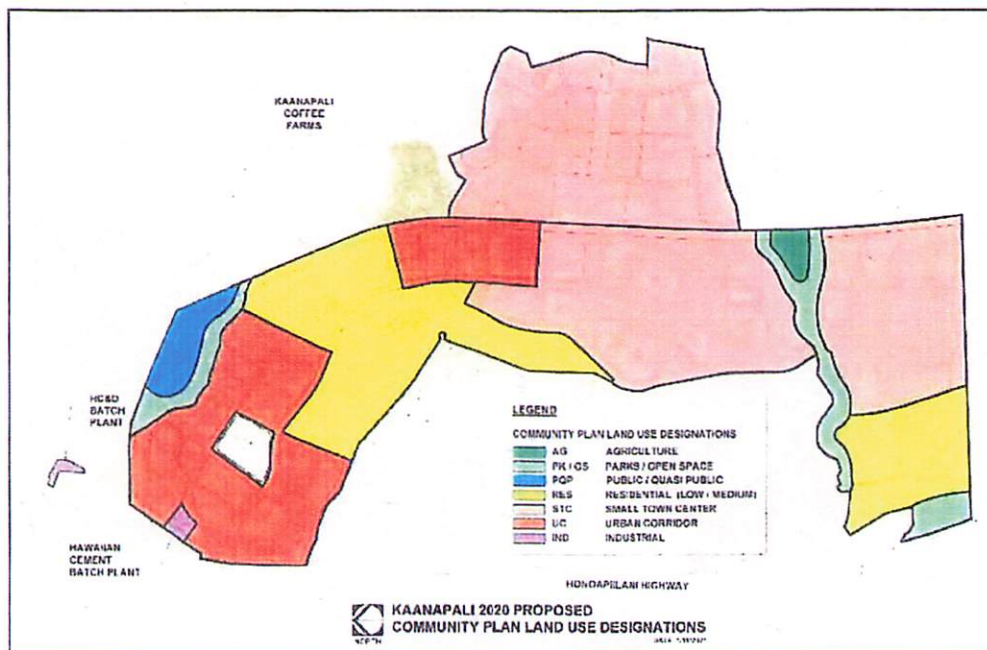 KAANAPALI
COFFEE
FARMS
HC&D
BATCH
PLANT
HAWAIIAN
CEMENT
BATCH PLANT
LEGEND
COMMUNITY PLAN LAND USE DESIGNATIONS
AG AGRICULTURE
PK / OS PARKS / OPEN SPACE
PQP PUBLIC / QUASI PUBLIC
RES RESIDENTIAL (LOW / MEDIUM)
STC SMALL TOWN CENTER
UC URBAN CORRIDOR
IND INDUSTRIAL
HONOAPIILANI HIGHWAY
KAANAPALI 2020 PROPOSED
COMMUNITY PLAN LAND USE DESIGNATIONS
NORTH